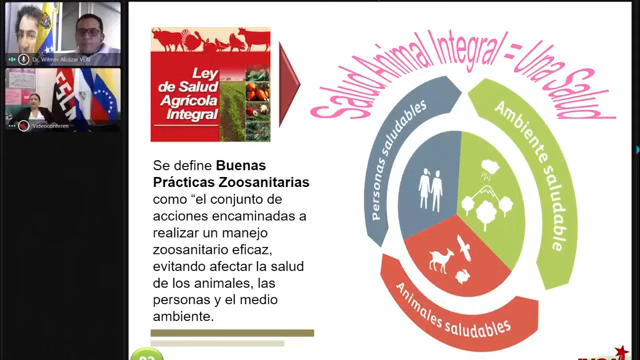 Dr. Wilmer Alcázar VEN
Videoconferen
Ley
de Salud
Agrícola
Integral
Salud Animal Integral = Una Salud
Personas saludables
Ambiente saludable
Animales saludables
Se define Buenas
Prácticas Zoosanitarias
como “el conjunto de
acciones encaminadas a
realizar un manejo
zoosanitario eficaz,
evitando afectar la salud
de los animales, las
personas y el medio
ambiente.